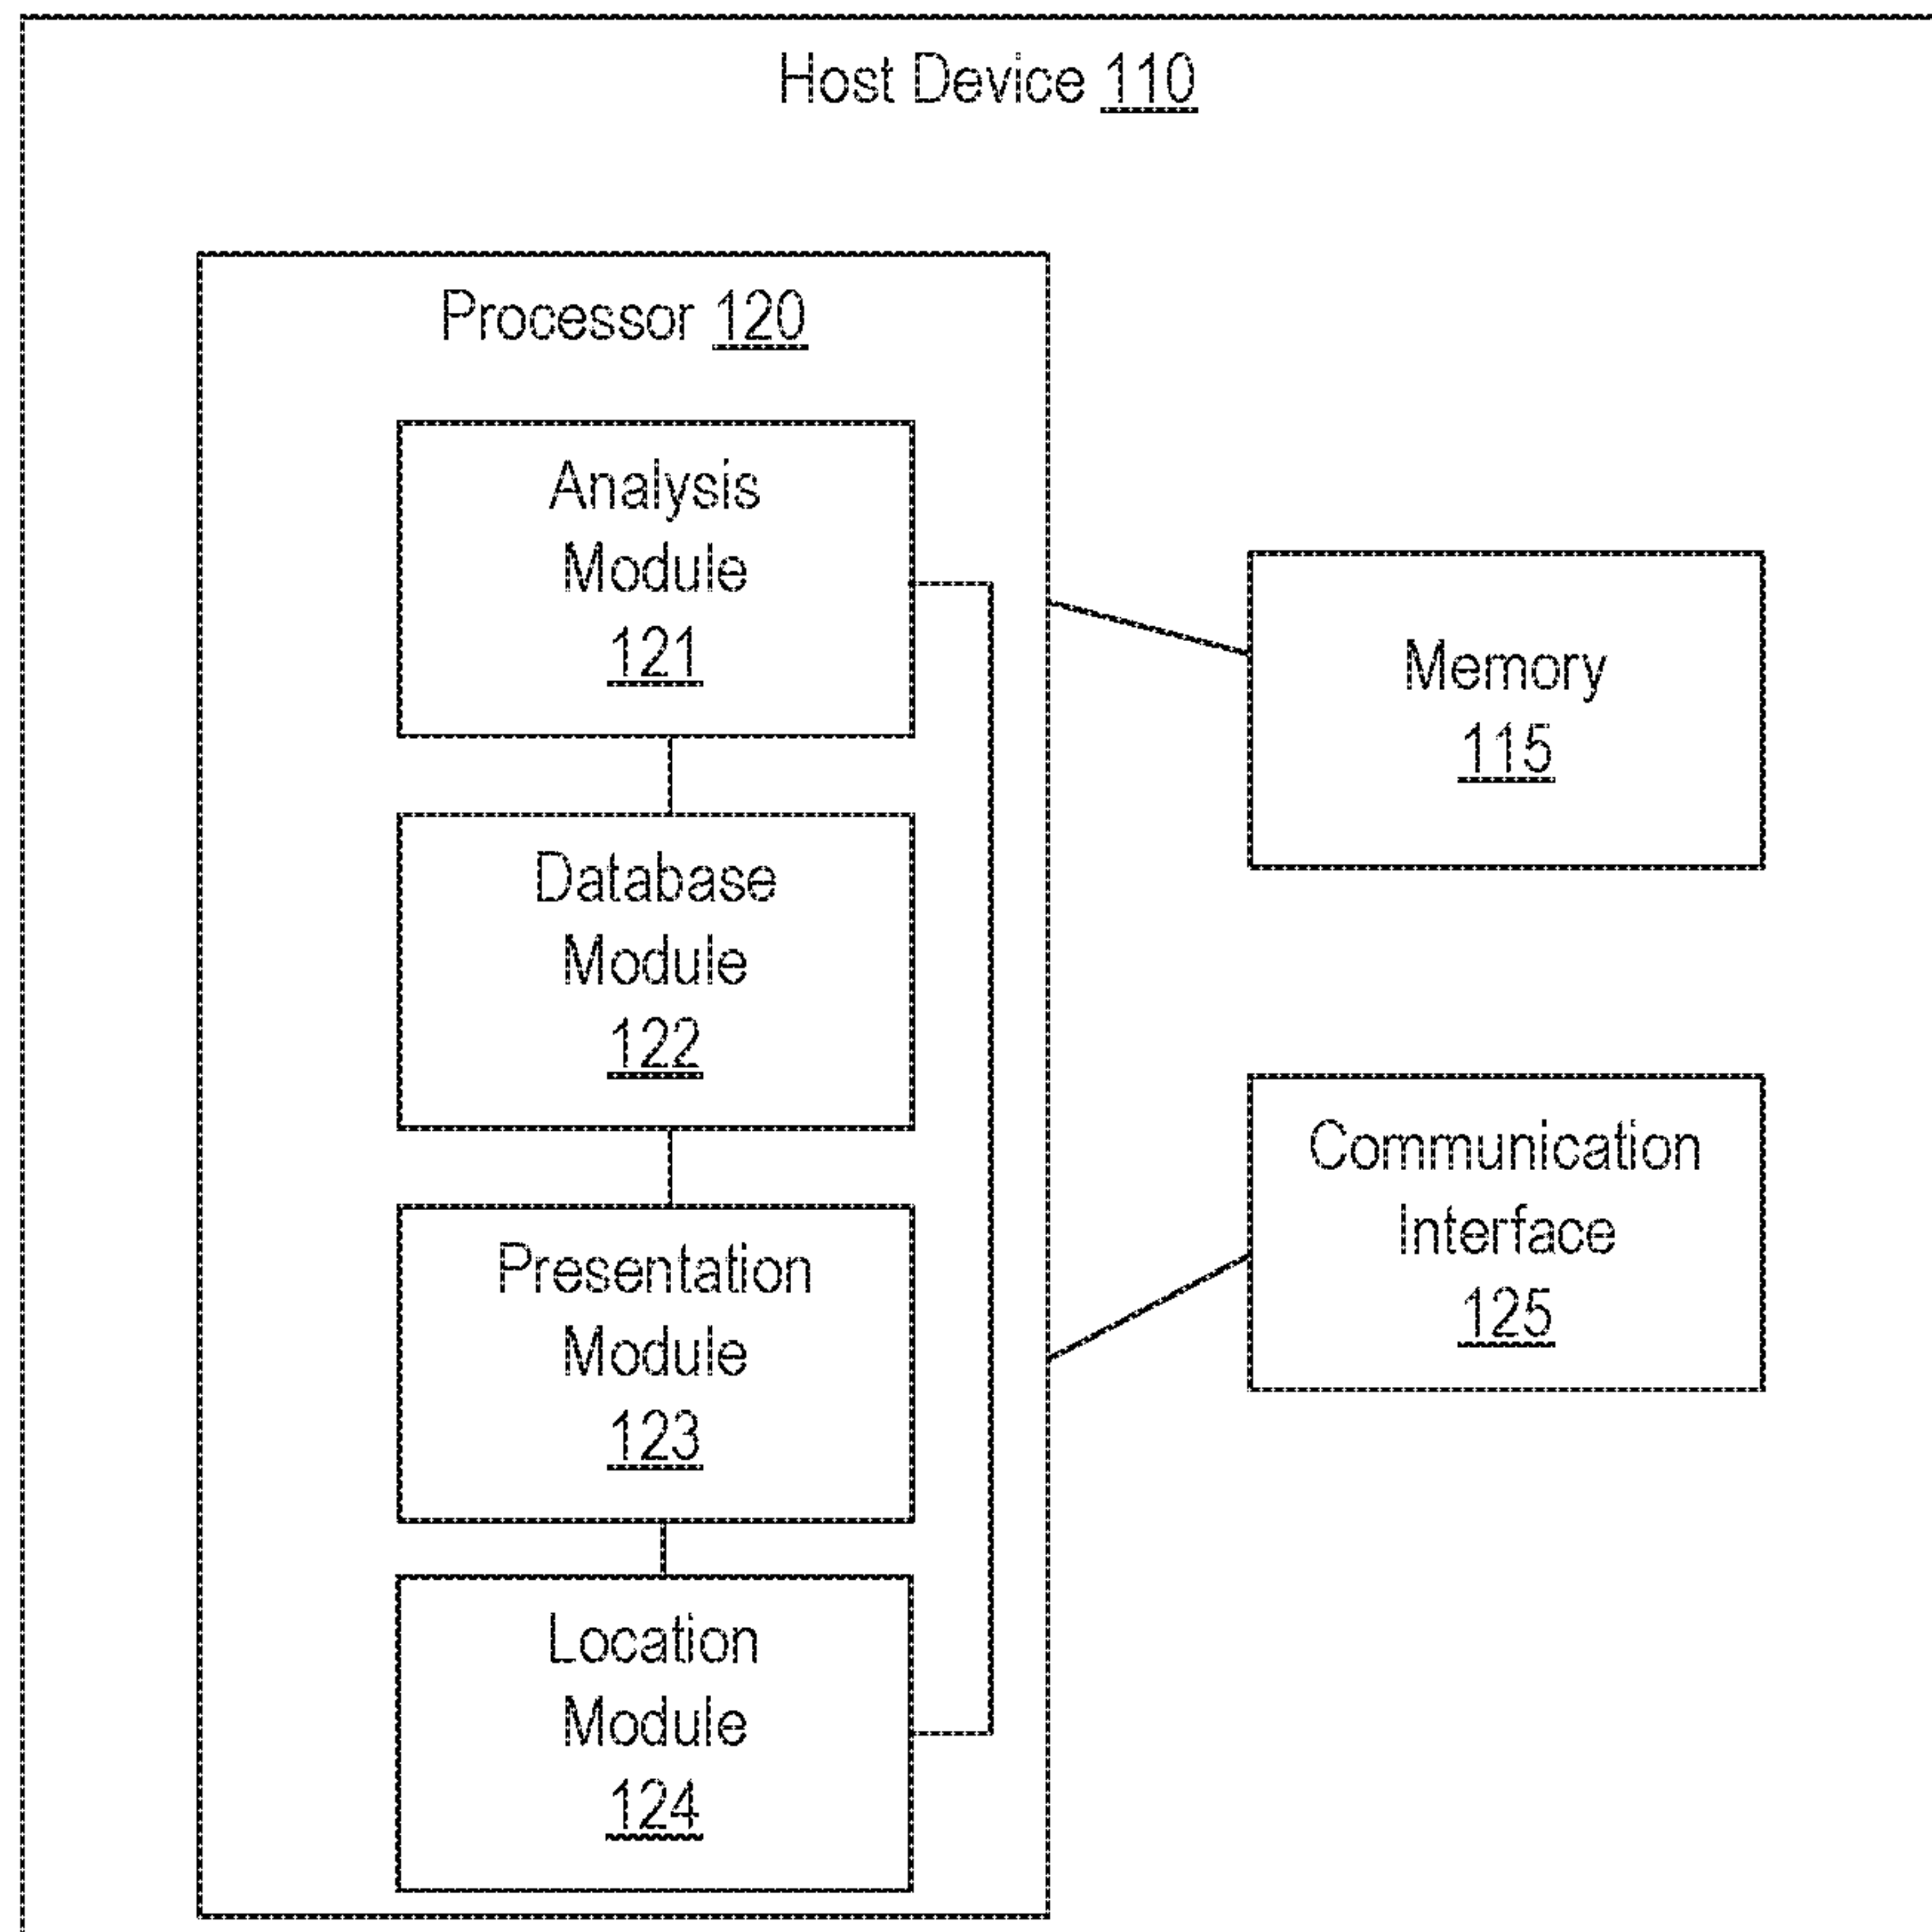 Host Device 110
Processor 120
Analysis
Module
121
Database
Module
122
Presentation
Module
123
Location
Module
124
Memory
115
Communication
Interface
125